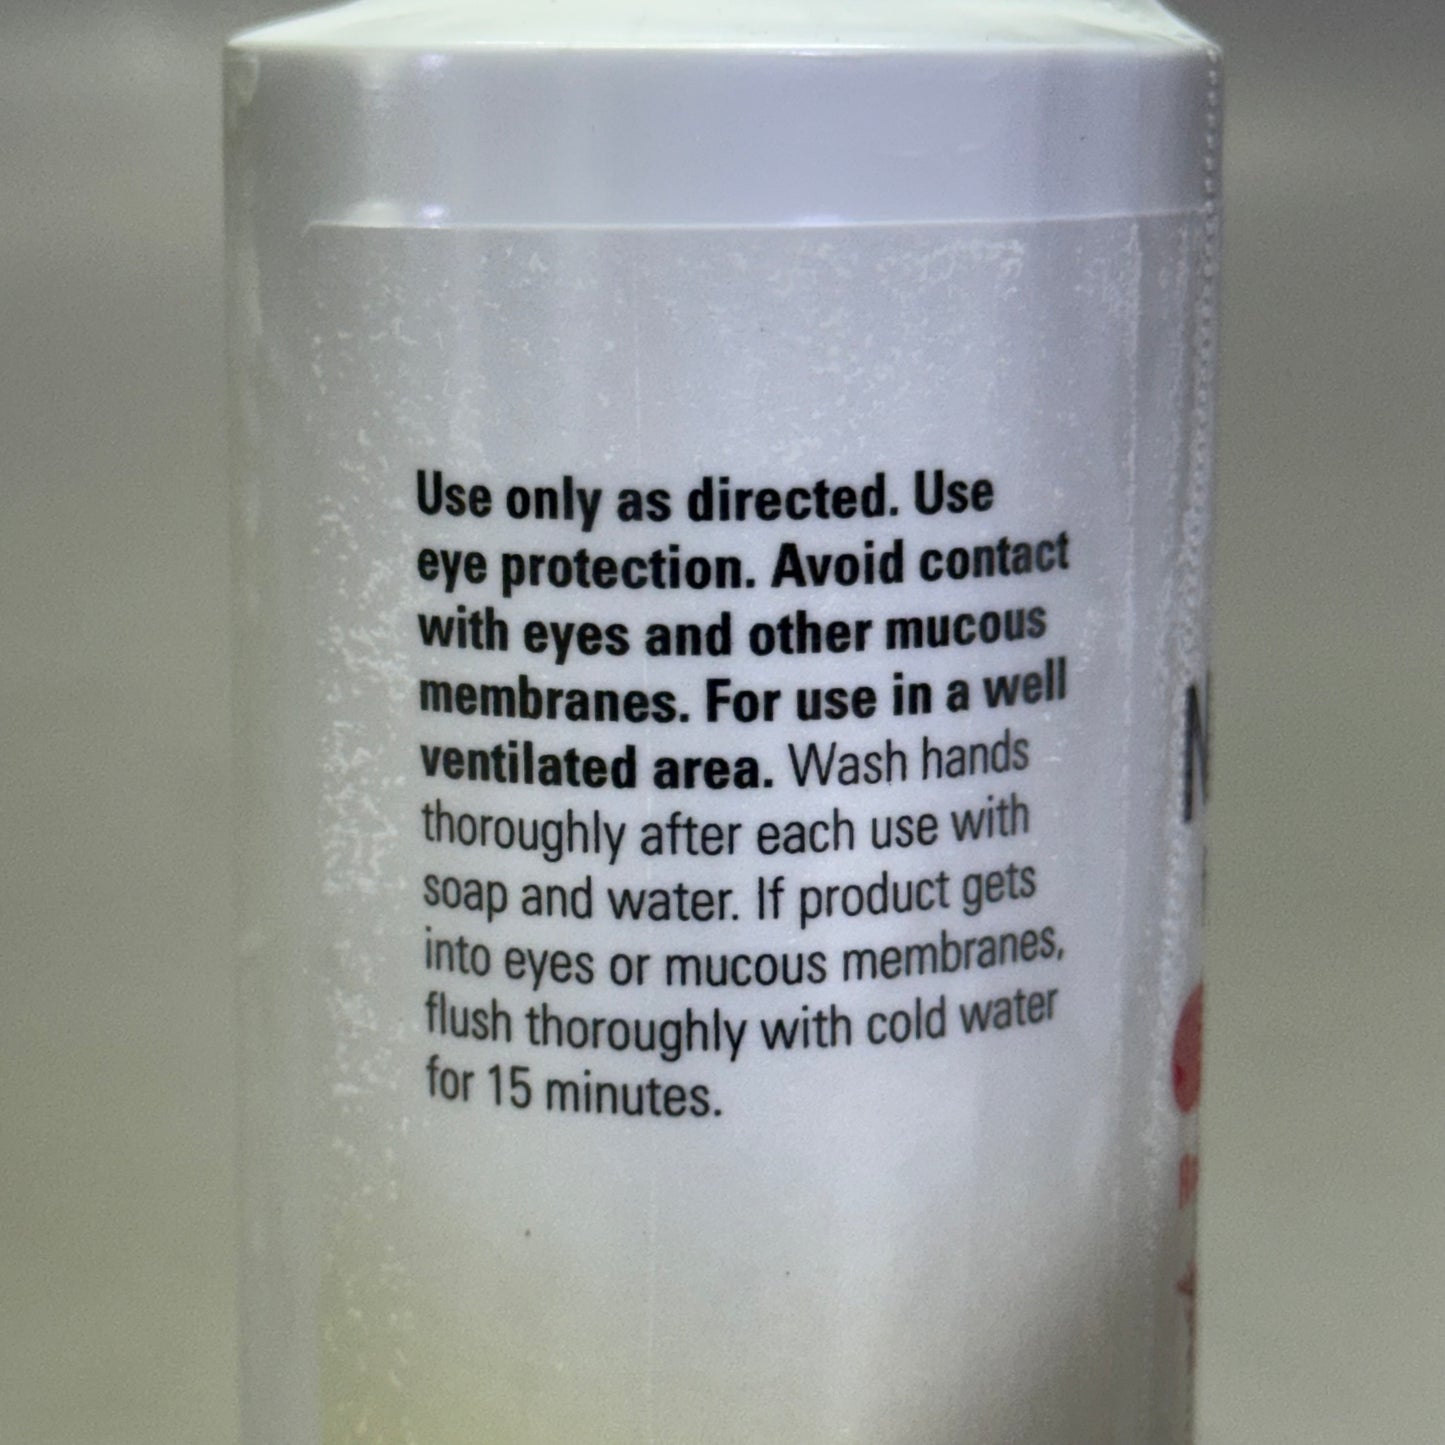 Use only as directed. Use
eye protection. Avoid contact
with eyes and other mucous
membranes. For use in a well
ventilated area. Wash hands
thoroughly after each use with
soap and water. If product gets
into eyes or mucous membranes,
flush thoroughly with cold water
for 15 minutes.